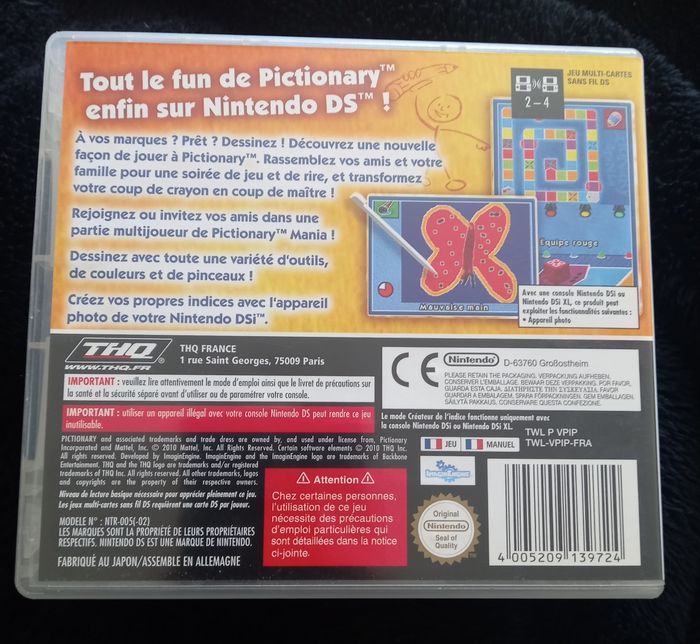 Tout le fun de Pictionary™
enfin sur Nintendo DS™ !
JEU MULTI-CARTES
SANS FIL DS
2-4
À vos marques ? Prêt ? Dessinez ! Découvrez une nouvelle
façon de jouer à Pictionary™. Rassemblez vos amis et votre
famille pour une soirée de jeu et de rire, et transformez
votre coup de crayon en coup de maître !
Rejoignez ou invitez vos amis dans une
partie multijoueur de Pictionary™ Mania !
Dessinez avec toute une variété d'outils,
de couleurs et de pinceaux !
Créez vos propres indices avec l'appareil
photo de votre Nintendo DSi™.
Equipe rouge
Mauvaise main
Avec une console Nintendo DSi ou
Nintendo DSi XL, ce produit peut
exploiter les fonctionnalités suivantes :
• Appareil photo
THQ
WWW.THQ.FR
THQ FRANCE
1 rue Saint Georges, 75009 Paris
IMPORTANT : veuillez lire attentivement le mode d'emploi ainsi que le livret de précautions sur
la santé et la sécurité séparé avant d'utiliser ou de paramétrer votre console.
IMPORTANT : utiliser un appareil illégal avec votre console Nintendo DS peut rendre ce jeu
inutilisable.
PICTIONARY and associated trademarks and trade dress are owned by, and used under license from, Pictionary
Incorporated and Mattel, Inc. © 2010 Mattel, Inc. All Rights Reserved. Certain software elements © 2010 THQ Inc.
All rights reserved. Developed by ImaginEngine. ImaginEngine and the ImaginEngine logo are trademarks of Backbone
Entertainment. THQ and the THQ logo are trademarks and/or registered
trademarks of THQ Inc. All rights reserved. All other trademarks, logos
and copyrights are the property of their respective owners.
Niveau de lecture basique nécessaire pour apprécier pleinement ce jeu.
Les jeux multi-cartes sans fil DS requièrent une carte DS par joueur.
MODELE N° : NTR-005(-02)
LES MARQUES SONT LA PROPRIÉTÉ DE LEURS PROPRIÉTAIRES
RESPECTIFS. NINTENDO DS EST UNE MARQUE DE NINTENDO.
FABRIQUÉ AU JAPON/ASSEMBLE EN ALLEMAGNE
⚠ Attention ⚠
Chez certaines personnes,
l'utilisation de ce jeu
nécessite des précautions
d'emploi particulières qui
sont détaillées dans la notice
ci-jointe.
CE
Nintendo® D-63760 Großostheim
PLEASE RETAIN THE PACKAGING. VERPACKUNG AUFHEBEN.
CONSERVER L'EMBALLAGE. BEWAAR DEZE VERPAKKING. POR FAVOR,
GUARDA ESTA CAJA. ΔΙΑΤΗΡΗΣΤΕ ΤΗΝ ΣΥΣΚΕΥΑΣΙΑ. PER FAVORE
GUARDAR A EMBALAGEM. SPARA FÖRPACKNINGEN. GEM EMBALLAGEN.
SÄILYTÄ PAKKAUS. CONSERVARE QUESTA CONFEZIONE.
Le mode Créateur de l'indice fonctionne uniquement avec
la console Nintendo DSi ou Nintendo DSi XL.
JEU
MANUEL
TWL P VPIP
TWL-VPIP-FRA
Original
Nintendo
Seal of
Quality
4 005209 139724